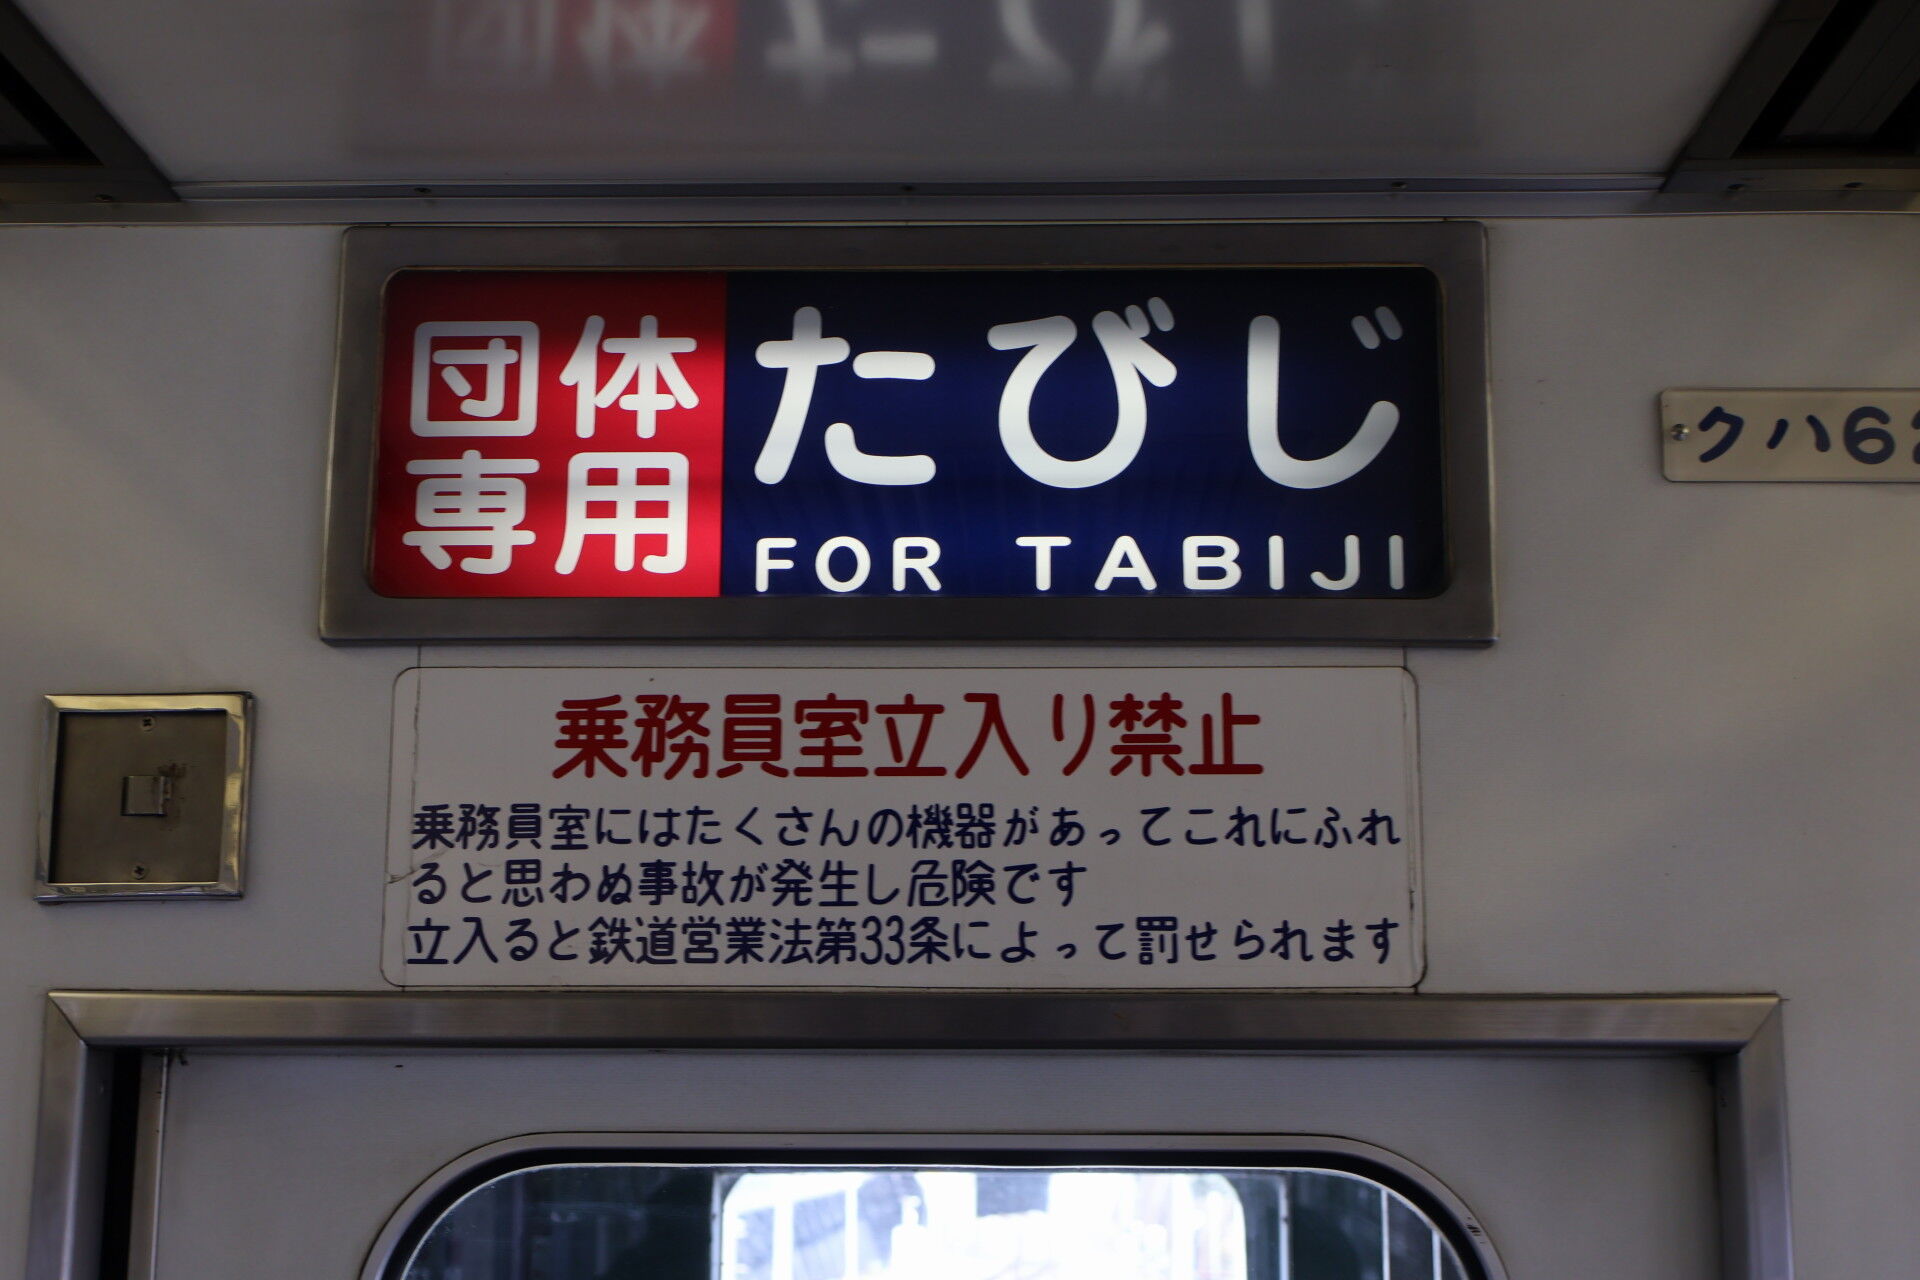 団体
専用
たびじ
FOR TABIJI
クハ62
乗務員室立入り禁止
乗務員室にはたくさんの機器があってこれにふれ
ると思わぬ事故が発生し危険です
立入ると鉄道営業法第33条によって罰せられます